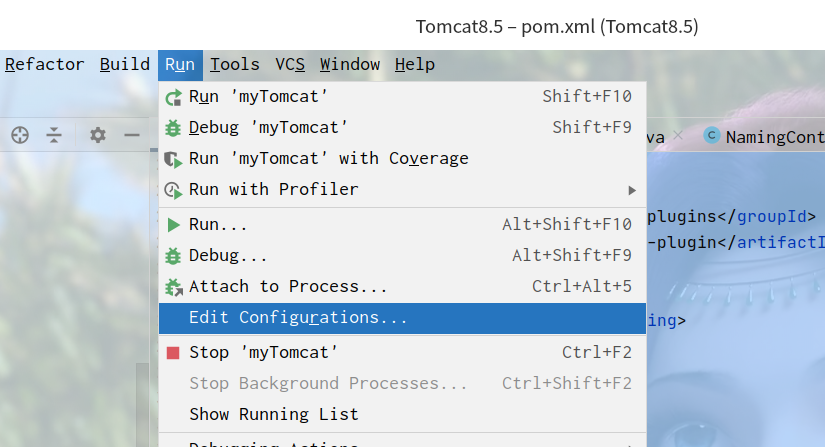 Tomcat8.5 – pom.xml (Tomcat8.5)
Refactor Build Run Tools VCS Window Help
Run 'myTomcat' Shift+F10
Debug 'myTomcat' Shift+F9
va × C NamingCont
Run 'myTomcat' with Coverage
Run with Profiler
Run... Alt+Shift+F10
plugins</groupId>
Debug... Alt+Shift+F9
-plugin</artifactI
Attach to Process... Ctrl+Alt+5
Edit Configurations...
ing>
Stop 'myTomcat' Ctrl+F2
Stop Background Processes... Ctrl+Shift+F2
Show Running List
Debugging Actions